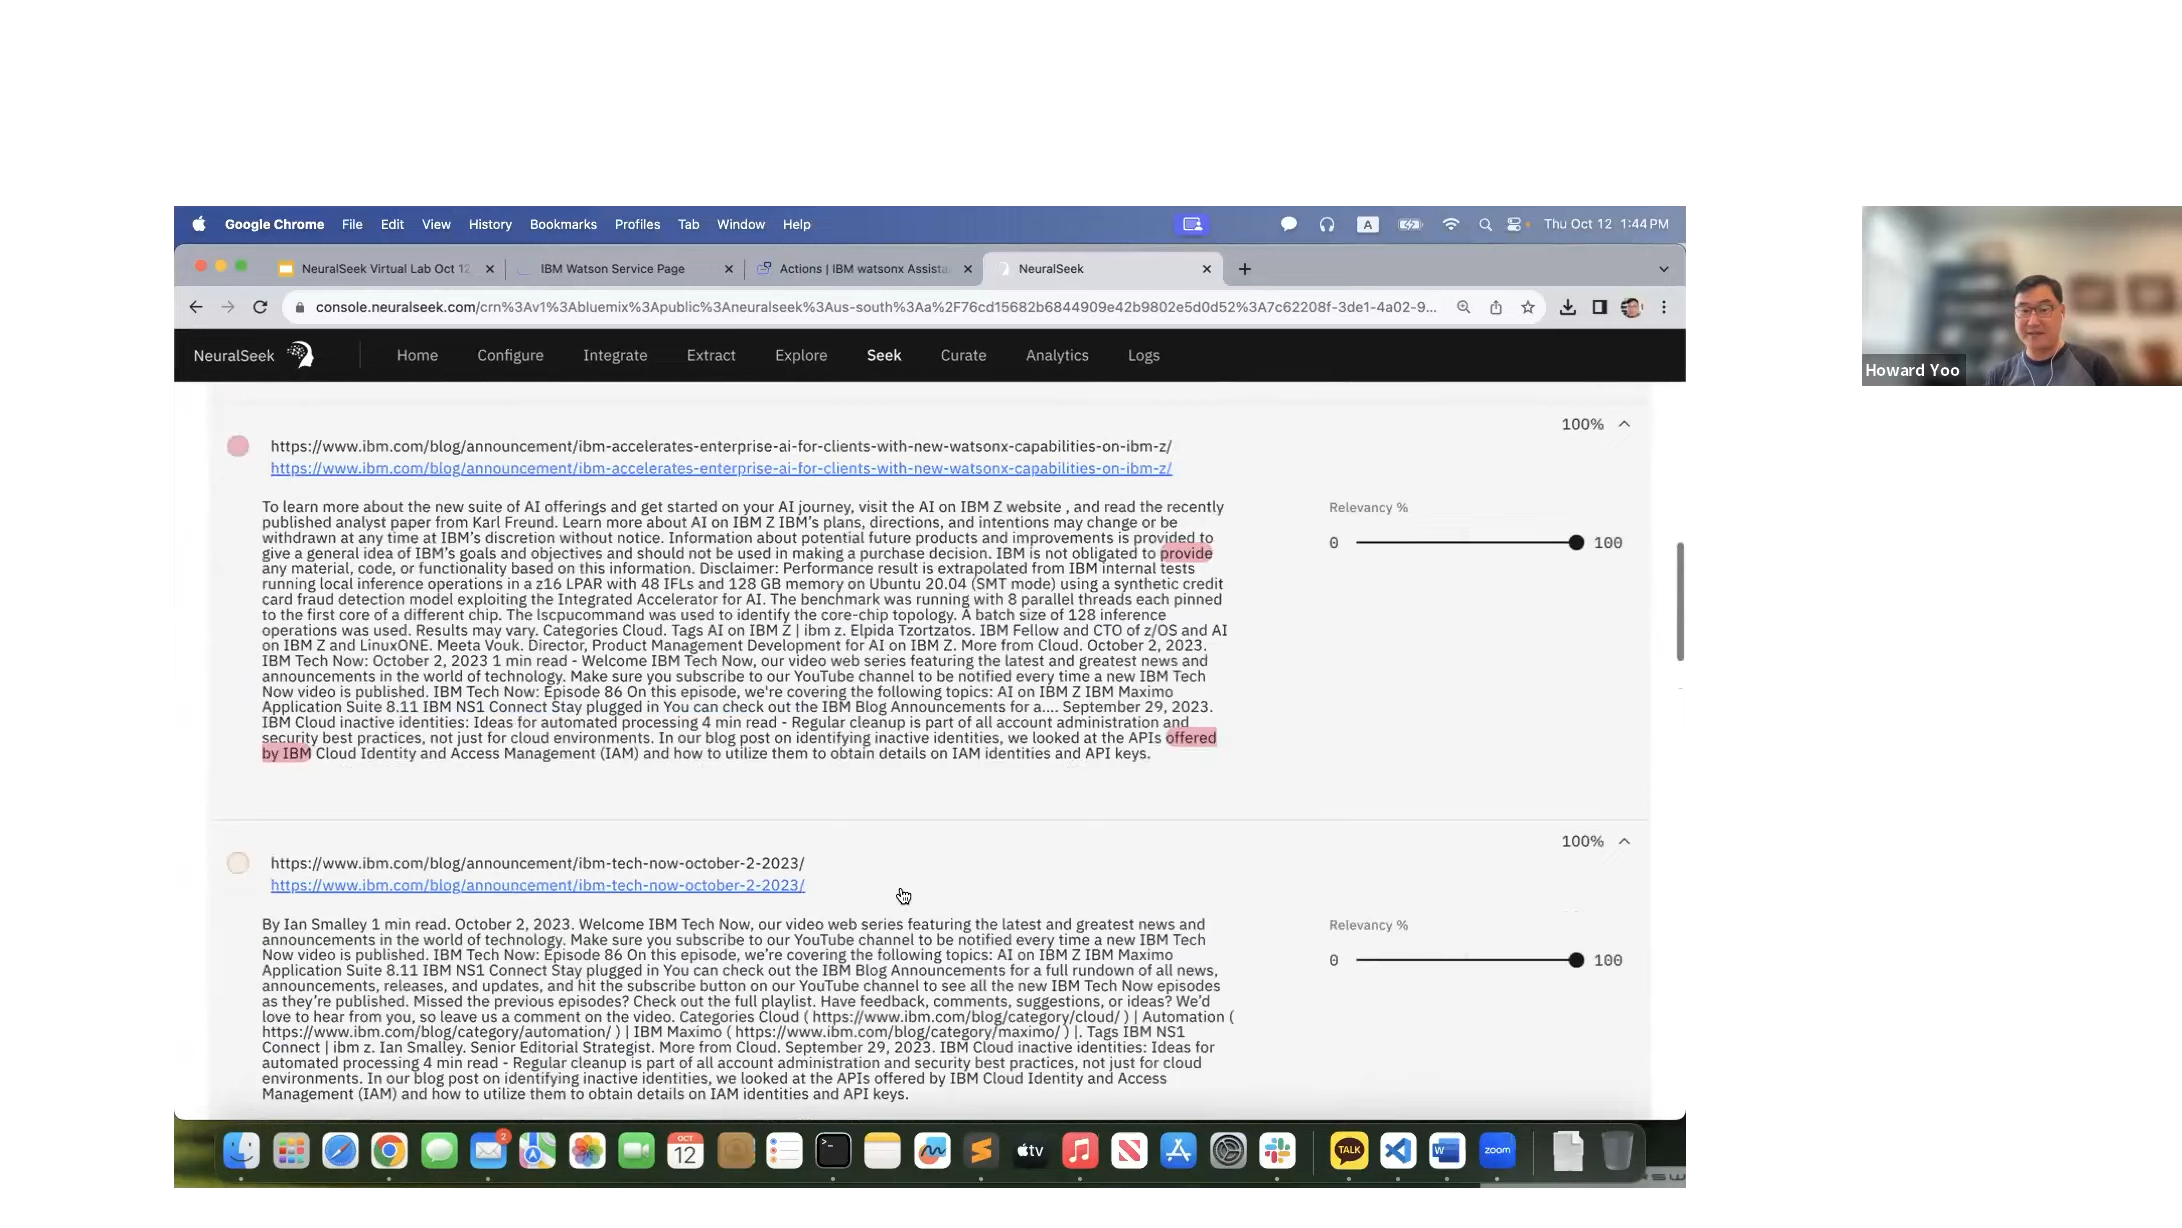 Google Chrome File Edit View History Bookmarks Profiles Tab Window Help A Thu Oct 12 1:44 PM
NeuralSeek Virtual Lab Oct 12 IBM Watson Service Page Actions | IBM watsonx Assista NeuralSeek
console.neuralseek.com/crn%3Av1%3Abluemix%3Apublic%3Aneuralseek%3Aus-south%3Aa%2F76cd15682b6844909e42b9802e5d0d52%3A7c62208f-3de1-4a02-9...
NeuralSeek Home Configure Integrate Extract Explore Seek Curate Analytics Logs
Howard Yoo
100%
https://www.ibm.com/blog/announcement/ibm-accelerates-enterprise-ai-for-clients-with-new-watsonx-capabilities-on-ibm-z/
https://www.ibm.com/blog/announcement/ibm-accelerates-enterprise-ai-for-clients-with-new-watsonx-capabilities-on-ibm-z/
To learn more about the new suite of AI offerings and get started on your AI journey, visit the AI on IBM Z website , and read the recently
published analyst paper from Karl Freund. Learn more about AI on IBM Z IBM's plans, directions, and intentions may change or be
withdrawn at any time at IBM's discretion without notice. Information about potential future products and improvements is provided to
give a general idea of IBM's goals and objectives and should not be used in making a purchase decision. IBM is not obligated to provide
any material, code, or functionality based on this information. Disclaimer: Performance result is extrapolated from IBM internal tests
running local inference operations in a z16 LPAR with 48 IFLs and 128 GB memory on Ubuntu 20.04 (SMT mode) using a synthetic credit
card fraud detection model exploiting the Integrated Accelerator for AI. The benchmark was running with 8 parallel threads each pinned
to the first core of a different chip. The lscpucommand was used to identify the core-chip topology. A batch size of 128 inference
operations was used. Results may vary. Categories Cloud. Tags AI on IBM Z | ibm z. Elpida Tzortzatos. IBM Fellow and CTO of z/OS and AI
on IBM Z and LinuxONE. Meeta Vouk. Director, Product Management Development for AI on IBM Z. More from Cloud. October 2, 2023.
IBM Tech Now: October 2, 2023 1 min read - Welcome IBM Tech Now, our video web series featuring the latest and greatest news and
announcements in the world of technology. Make sure you subscribe to our YouTube channel to be notified every time a new IBM Tech
Now video is published. IBM Tech Now: Episode 86 On this episode, we're covering the following topics: AI on IBM Z IBM Maximo
Application Suite 8.11 IBM NS1 Connect Stay plugged in You can check out the IBM Blog Announcements for a.... September 29, 2023.
IBM Cloud inactive identities: Ideas for automated processing 4 min read - Regular cleanup is part of all account administration and
security best practices, not just for cloud environments. In our blog post on identifying inactive identities, we looked at the APIs offered
by IBM Cloud Identity and Access Management (IAM) and how to utilize them to obtain details on IAM identities and API keys.
Relevancy %
0 100
100%
https://www.ibm.com/blog/announcement/ibm-tech-now-october-2-2023/
https://www.ibm.com/blog/announcement/ibm-tech-now-october-2-2023/
By Ian Smalley 1 min read. October 2, 2023. Welcome IBM Tech Now, our video web series featuring the latest and greatest news and
announcements in the world of technology. Make sure you subscribe to our YouTube channel to be notified every time a new IBM Tech
Now video is published. IBM Tech Now: Episode 86 On this episode, we're covering the following topics: AI on IBM Z IBM Maximo
Application Suite 8.11 IBM NS1 Connect Stay plugged in You can check out the IBM Blog Announcements for a full rundown of all news,
announcements, releases, and updates, and hit the subscribe button on our YouTube channel to see all the new IBM Tech Now episodes
as they're published. Missed the previous episodes? Check out the full playlist. Have feedback, comments, suggestions, or ideas? We'd
love to hear from you, so leave us a comment on the video. Categories Cloud ( https://www.ibm.com/blog/category/cloud/ ) | Automation (
https://www.ibm.com/blog/category/automation/ ) | IBM Maximo ( https://www.ibm.com/blog/category/maximo/ ) |. Tags IBM NS1
Connect | ibm z. Ian Smalley. Senior Editorial Strategist. More from Cloud. September 29, 2023. IBM Cloud inactive identities: Ideas for
automated processing 4 min read - Regular cleanup is part of all account administration and security best practices, not just for cloud
environments. In our blog post on identifying inactive identities, we looked at the APIs offered by IBM Cloud Identity and Access
Management (IAM) and how to utilize them to obtain details on IAM identities and API keys.
Relevancy %
0 100
2 OCT 12 tv TALK W zoom